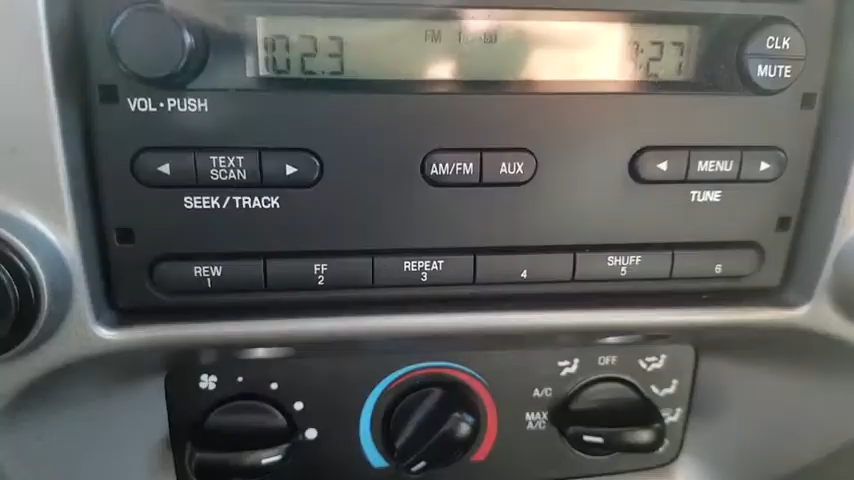 102.3 FM 7:27
CLK
MUTE
VOL•PUSH
TEXT
SCAN
SEEK/TRACK
AM/FM AUX
MENU
TUNE
REW
1
FF
2
REPEAT
3
4
SHUFF
5
6
OFF
A/C
MAX
A/C